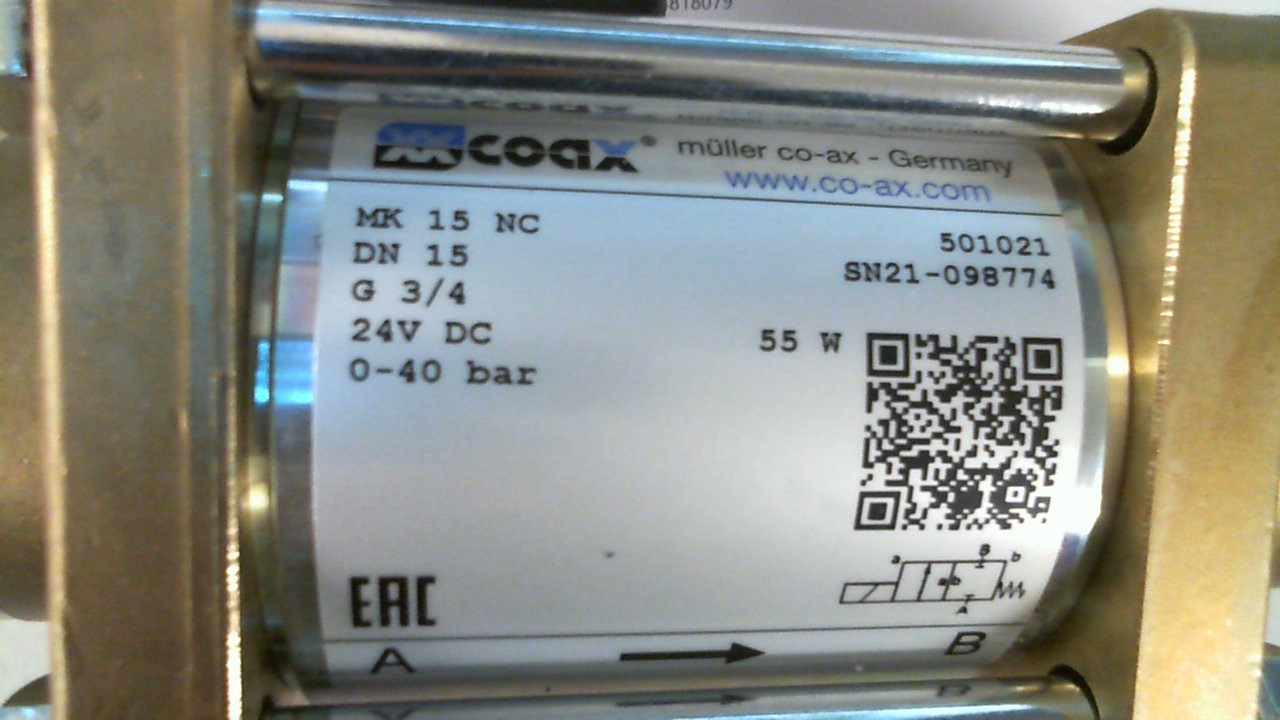 818079
coax® müller co-ax - Germany
www.co-ax.com
MK 15 NC
501021
DN 15
SN21-098774
G 3/4
24V DC
55 W
0-40 bar
a B b
a b
A
EAC
A B